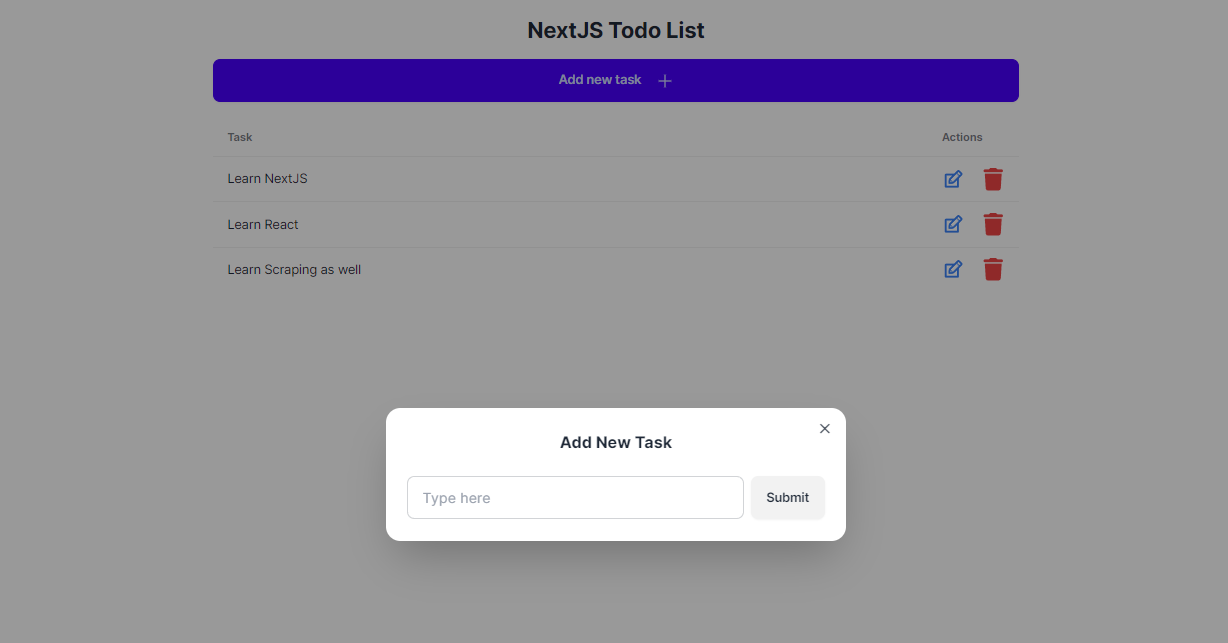 NextJS Todo List
Add new task
Task Actions
Learn NextJS
Learn React
Learn Scraping as well
Add New Task
Type here Submit